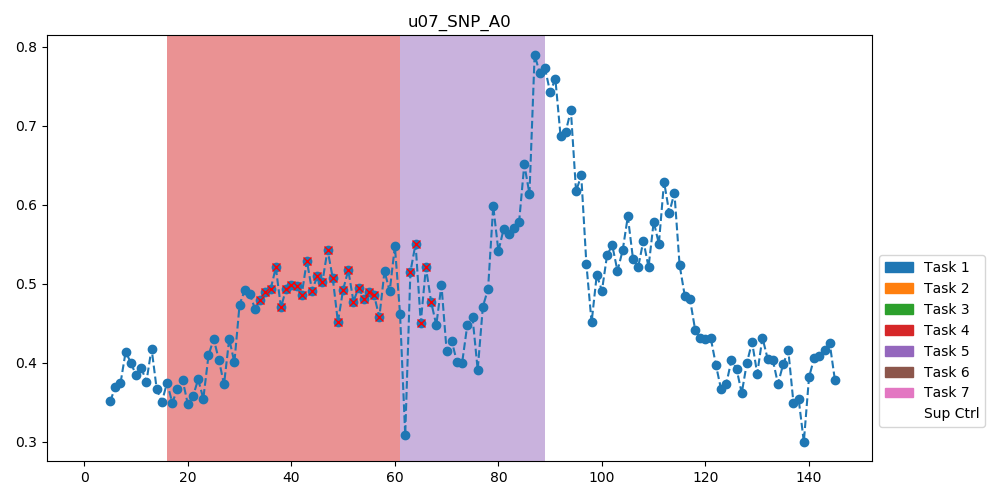 u07_SNP_A0
0.8
0.7
0.6
0.5
0.4
0.3
0 20 40 60 80 100 120 140
Task 1
Task 2
Task 3
Task 4
Task 5
Task 6
Task 7
Sup Ctrl